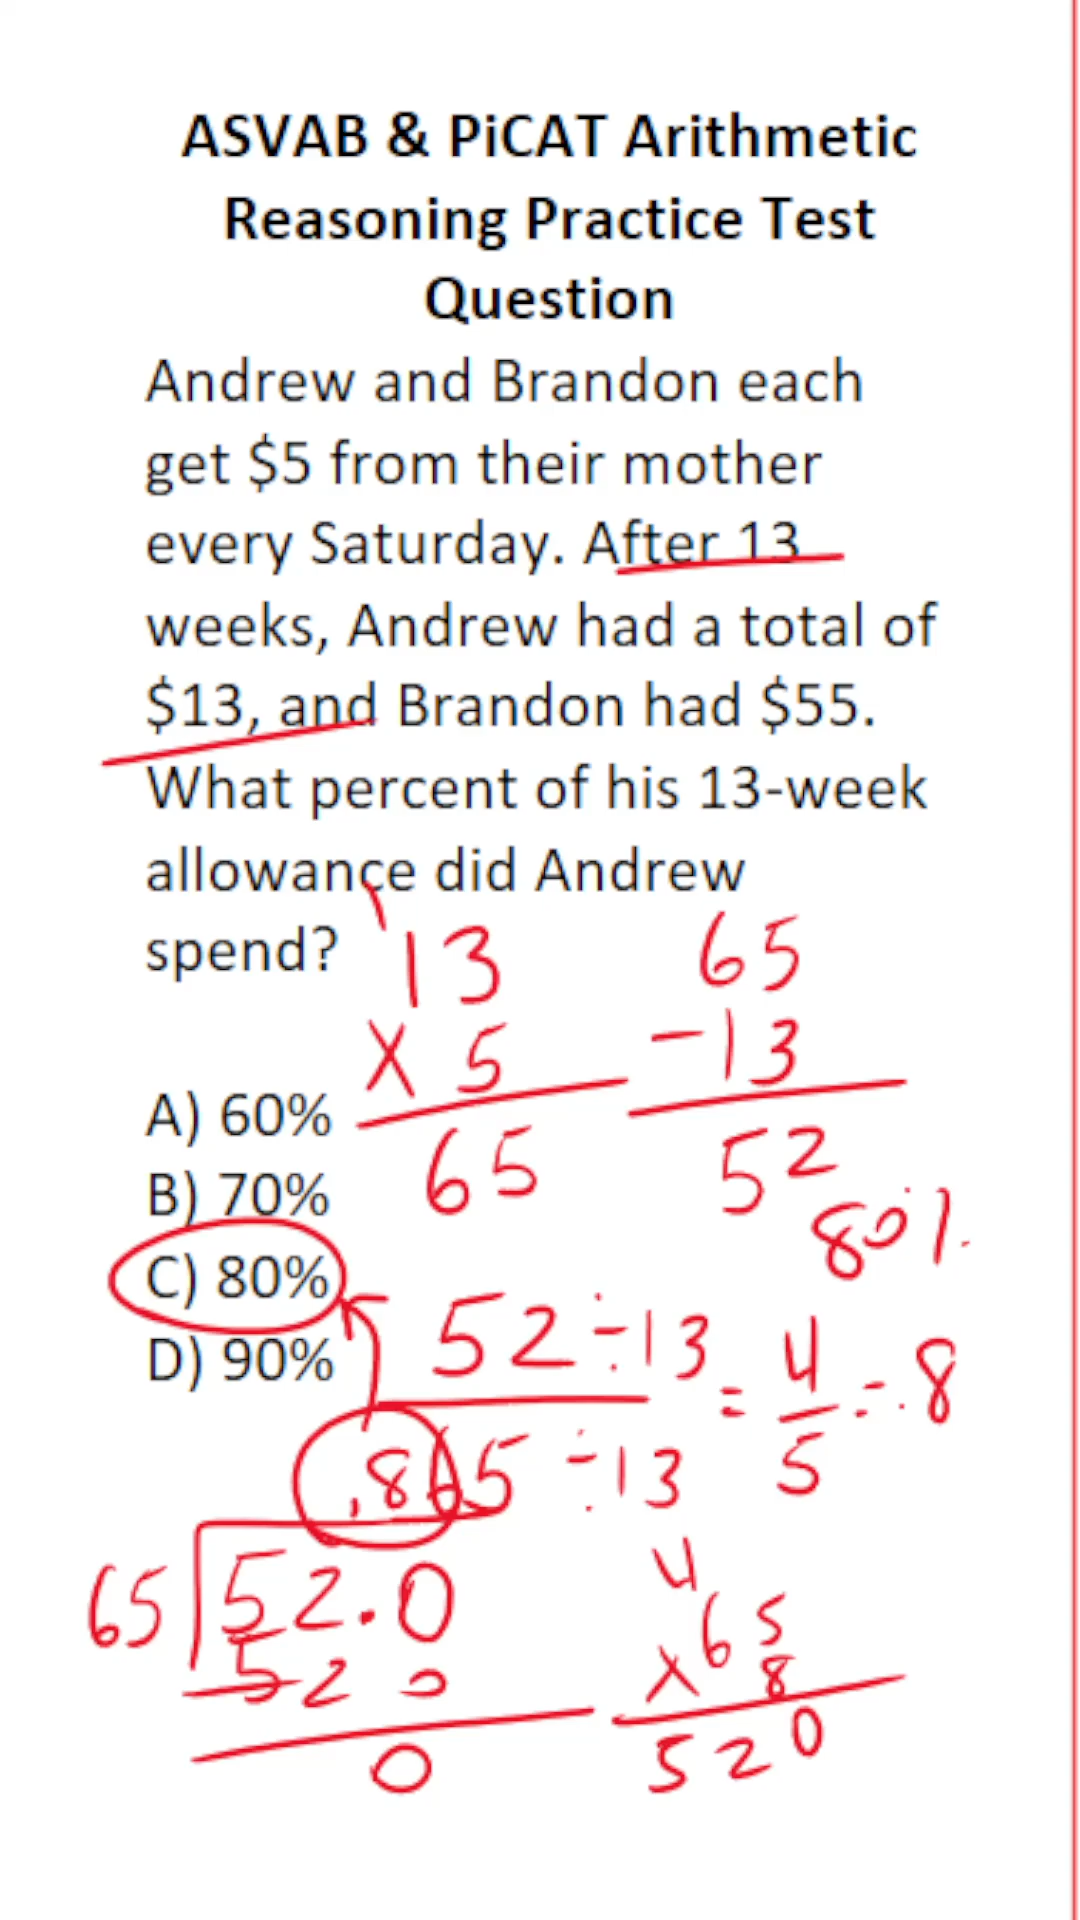 ASVAB & PiCAT Arithmetic
Reasoning Practice Test
Question
Andrew and Brandon each
get $5 from their mother
every Saturday. After 13
weeks, Andrew had a total of
$13, and Brandon had $55.
What percent of his 13-week
allowance did Andrew
spend?
1
13
× 5
65
65
-13
52
A) 60%
B) 70%
C) 80%
D) 90%
80%
52 ÷ 13
65 ÷ 13
= 4/5 = .8
.8
65 52.0
52 0
0
4
65
× 8
520